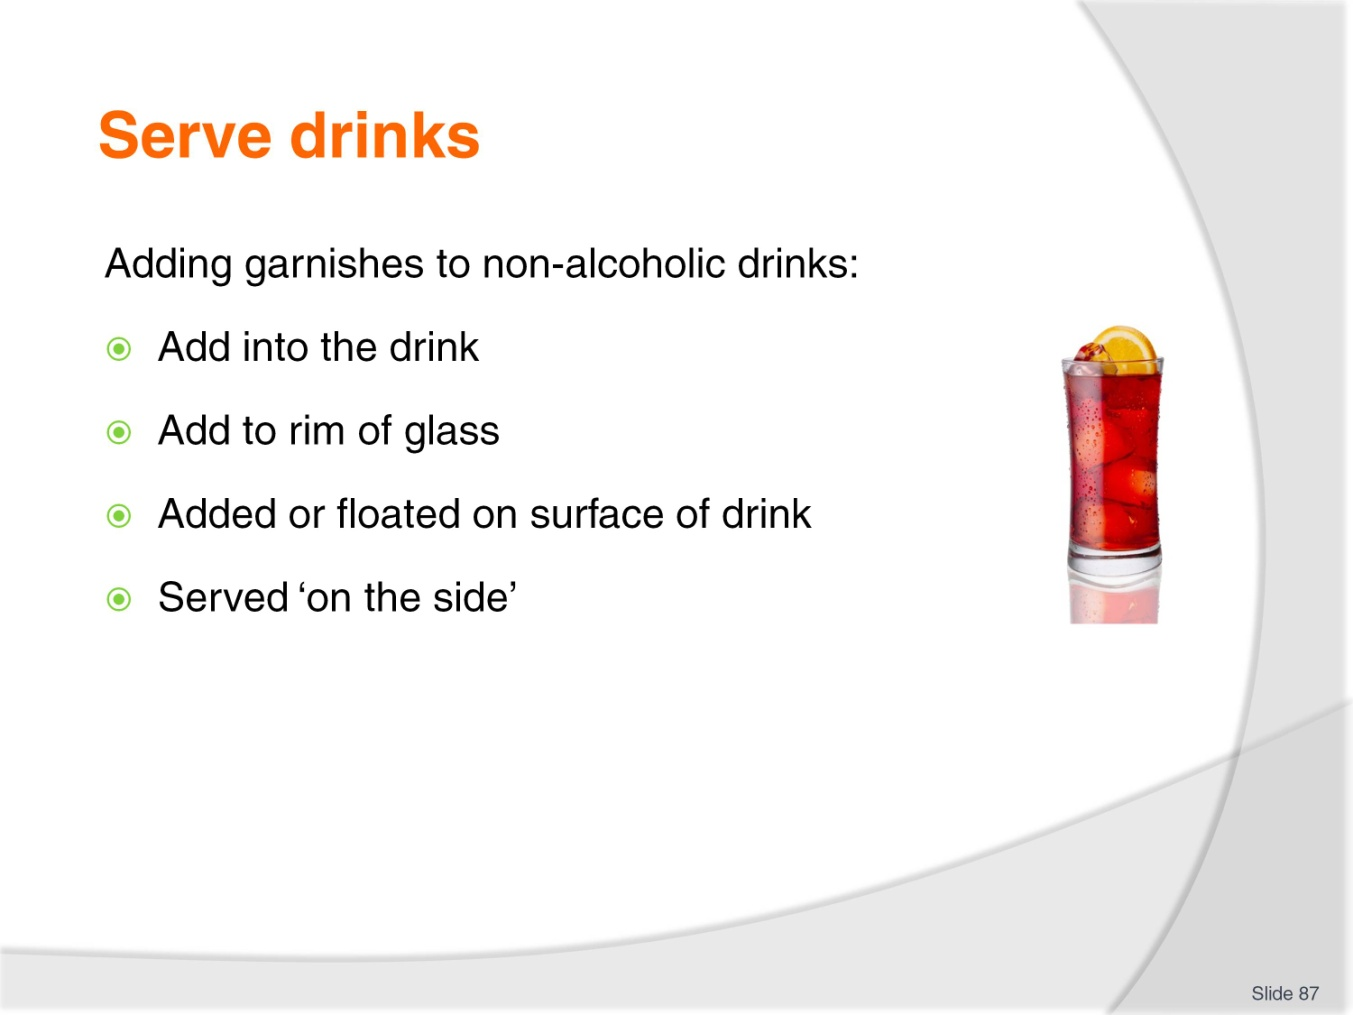 Serve drinks
Adding garnishes to non-alcoholic drinks:
Add into the drink
Add to rim of glass
Added or floated on surface of drink
Served ‘on the side’
Slide 87